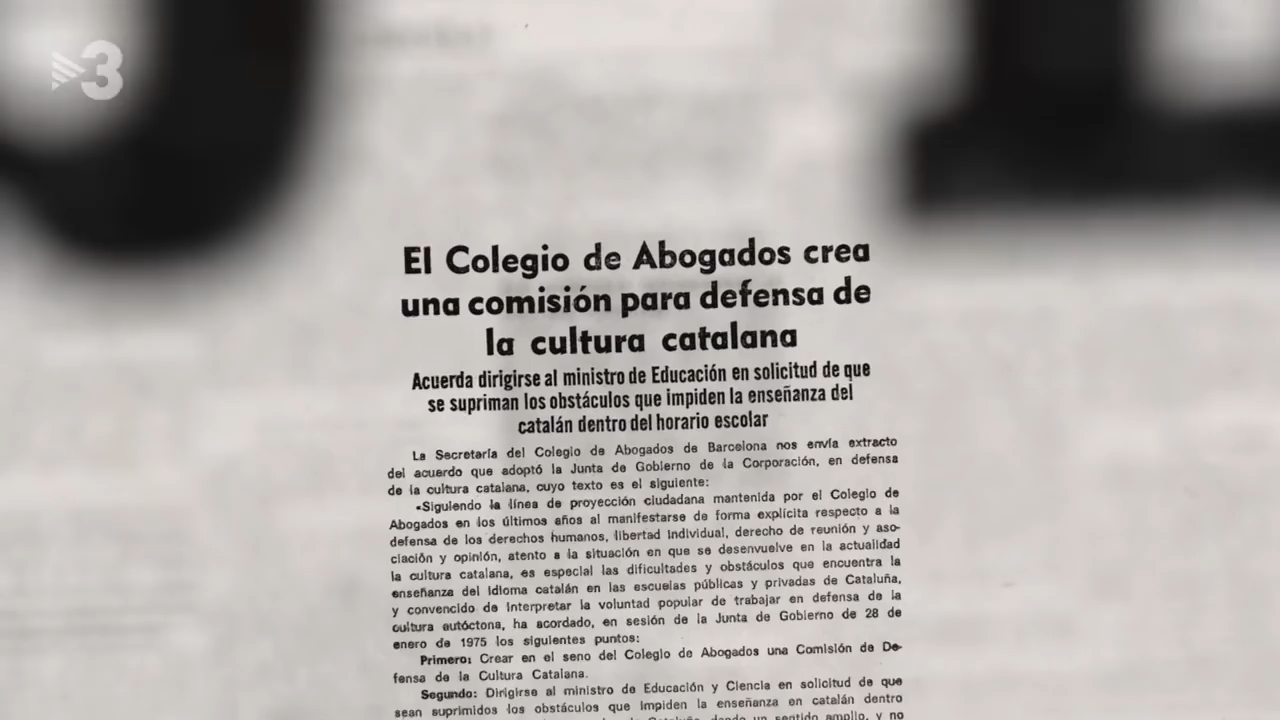 3
El Colegio de Abogados crea
una comisión para defensa de
la cultura catalana
Acuerda dirigirse al ministro de Educación en solicitud de que
se supriman los obstáculos que impiden la enseñanza del
catalán dentro del horario escolar
La Secretaría del Colegio de Abogados de Barcelona nos envía extracto
del acuerdo que adoptó la Junta de Gobierno de la Corporación, en defensa
de la cultura catalana, cuyo texto es el siguiente:
«Siguiendo la línea de proyección ciudadana mantenida por el Colegio de
Abogados en los últimos años al manifestarse de forma explícita respecto a la
defensa de los derechos humanos, libertad individual, derecho de reunión y aso-
ciación y opinión, atento a la situación en que se desenvuelve en la actualidad
la cultura catalana, es especial las dificultades y obstáculos que encuentra la
enseñanza del idioma catalán en las escuelas públicas y privadas de Cataluña,
y convencido de interpretar la voluntad popular de trabajar en defensa de la
cultura autóctona, ha acordado, en sesión de la Junta de Gobierno de 28 de
enero de 1975 los siguientes puntos:
Primero: Crear en el seno del Colegio de Abogados una Comisión de De-
fensa de la Cultura Catalana.
Segundo: Dirigirse al ministro de Educación y Ciencia en solicitud de que
sean suprimidos los obstáculos que impiden la enseñanza en catalán dentro
de Cataluña, dando un sentido amplio, y no